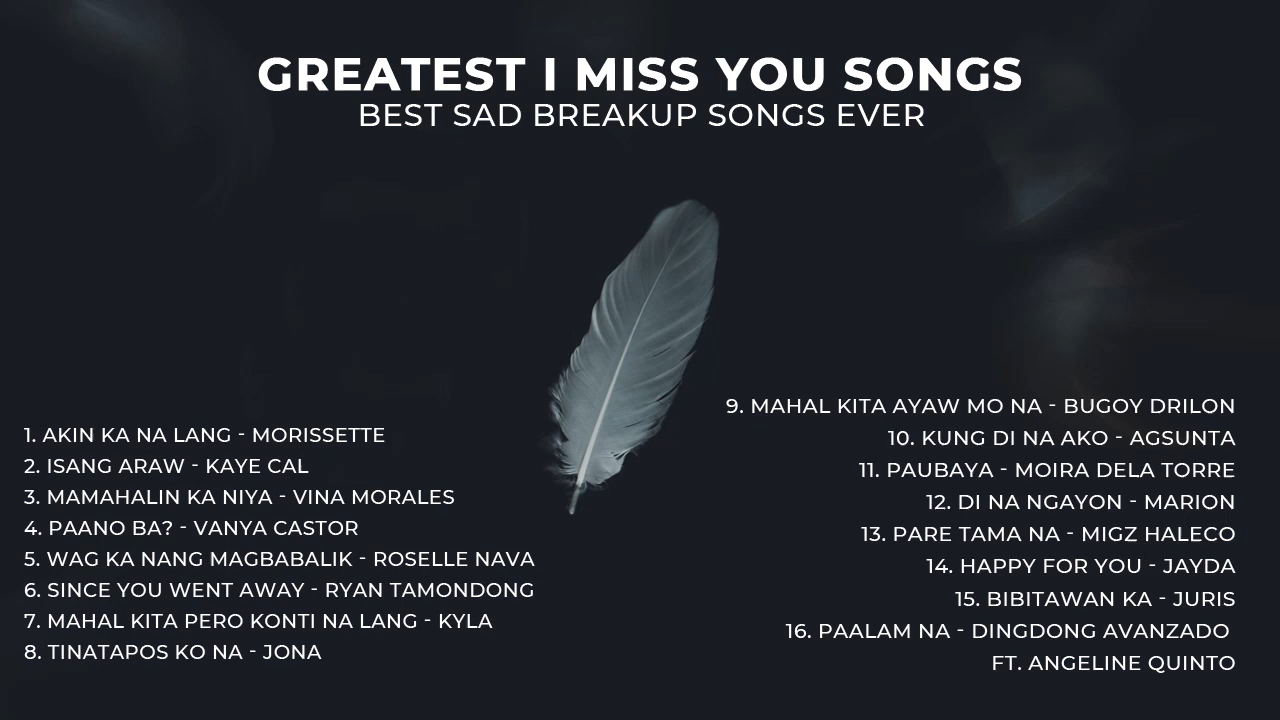 GREATEST I MISS YOU SONGS
BEST SAD BREAKUP SONGS EVER
1. AKIN KA NA LANG - MORISSETTE
2. ISANG ARAW - KAYE CAL
3. MAMAHALIN KA NIYA - VINA MORALES
4. PAANO BA? - VANYA CASTOR
5. WAG KA NANG MAGBABALIK - ROSELLE NAVA
6. SINCE YOU WENT AWAY - RYAN TAMONDONG
7. MAHAL KITA PERO KONTI NA LANG - KYLA
8. TINATAPOS KO NA - JONA
9. MAHAL KITA AYAW MO NA - BUGOY DRILON
10. KUNG DI NA AKO - AGSUNTA
11. PAUBAYA - MOIRA DELA TORRE
12. DI NA NGAYON - MARION
13. PARE TAMA NA - MIGZ HALECO
14. HAPPY FOR YOU - JAYDA
15. BIBITAWAN KA - JURIS
16. PAALAM NA - DINGDONG AVANZADO
FT. ANGELINE QUINTO